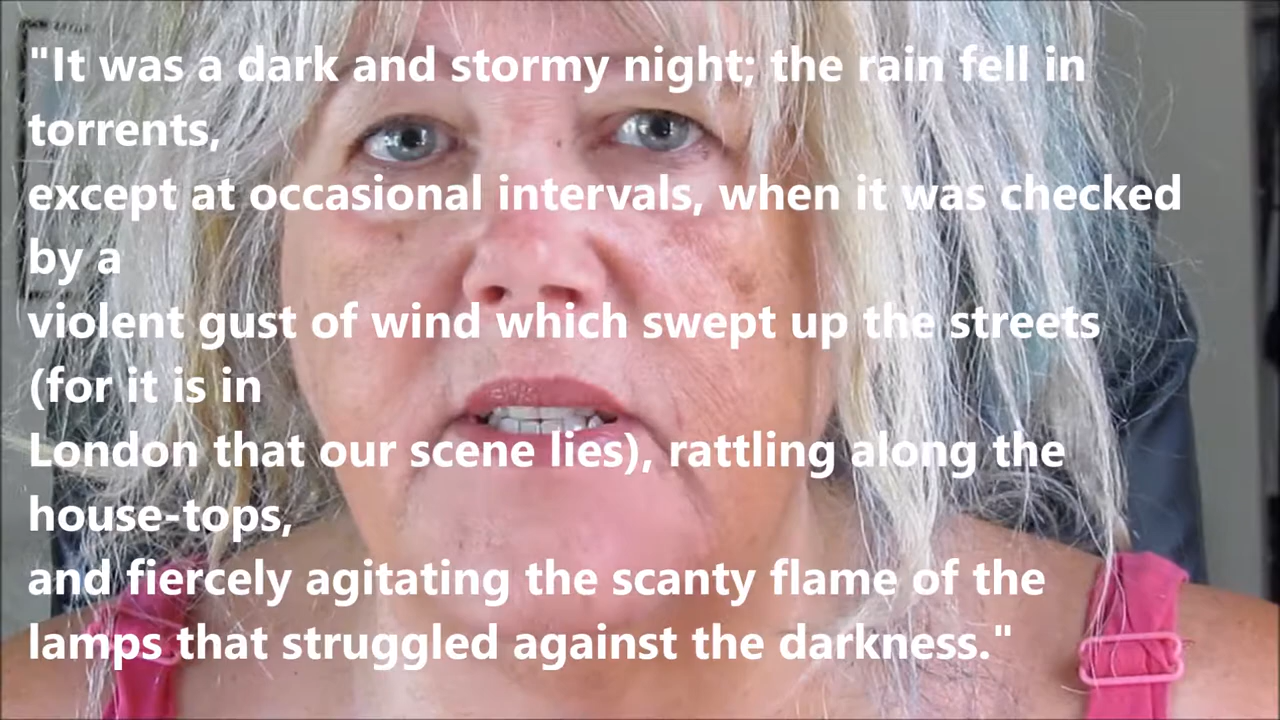 "It was a dark and stormy night; the rain fell in
torrents,
except at occasional intervals, when it was checked
by a
violent gust of wind which swept up the streets
(for it is in
London that our scene lies), rattling along the
house-tops,
and fiercely agitating the scanty flame of the
lamps that struggled against the darkness."